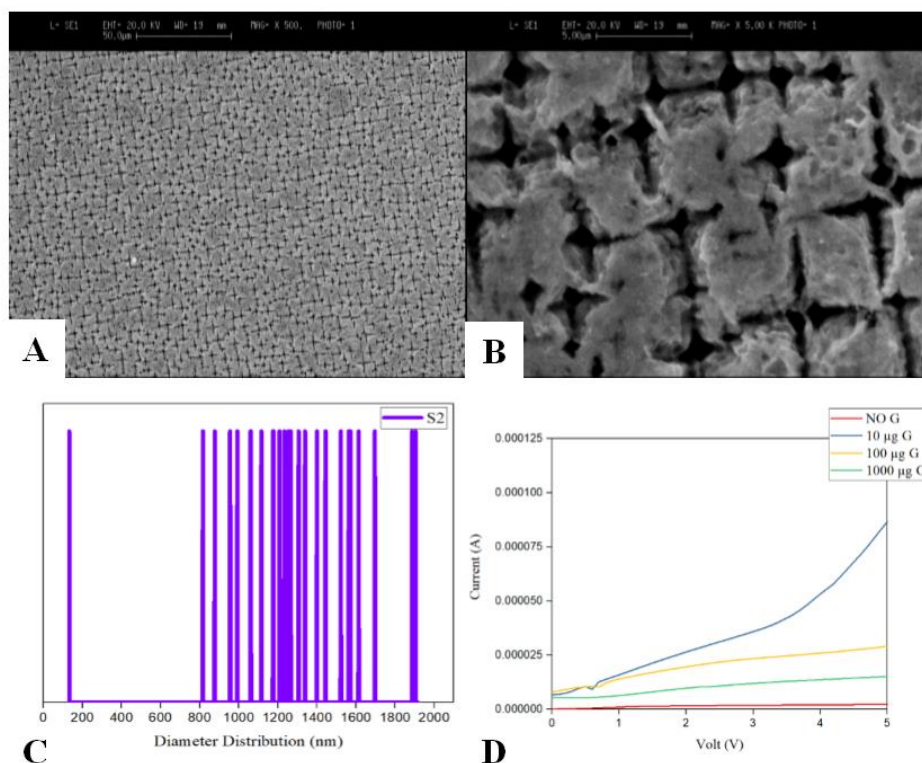 L= SE1 EHT= 20.0 KV WD= 19 mm MAG= X 500. PHOTO= 1
50.0µm
L= SE1 EHT= 20.0 KV WD= 19 mm MAG= X 5.00 K PHOTO= 1
5.00µm
A
B
S2
0 200 400 600 800 1000 1200 1400 1600 1800 2000
Diameter Distribution (nm)
C
NO G
10 µg G
100 µg G
1000 µg G
0.000125
0.000100
0.000075
0.000050
0.000025
0.000000
Current (A)
0 1 2 3 4 5
Volt (V)
D